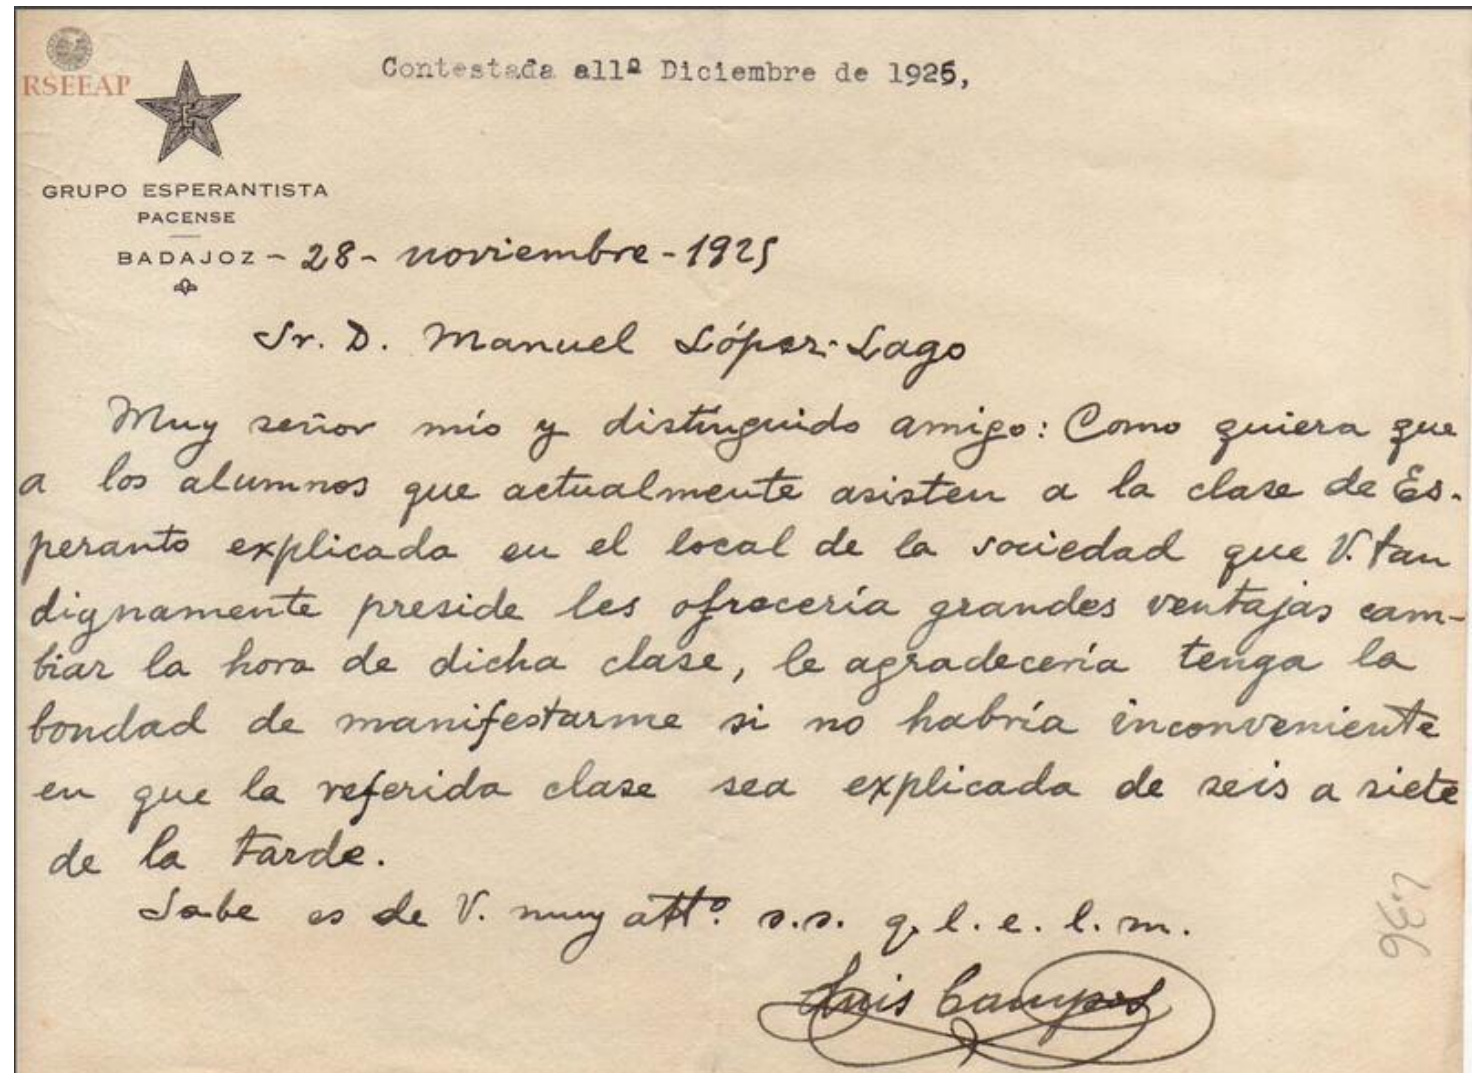 RSEEAP
Contestada all º Diciembre de 1925,
GRUPO ESPERANTISTA
PACENSE
BADAJOZ - 28 - noviembre - 1925
Sr. D. Manuel López-Lago
Muy señor mío y distinguido amigo: Como quiera que
a los alumnos que actualmente asisten a la clase de Es-
peranto explicada en el local de la sociedad que V. tan
dignamente preside les ofrecería grandes ventajas cam-
biar la hora de dicha clase, le agradecería tenga la
bondad de manifestarme si no habría inconveniente
en que la referida clase sea explicada de seis a siete
de la tarde.
Sabe es de V. muy attº. s.s. q. l. e. l. m.
Luis Campos